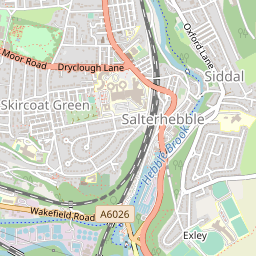 Oxford Lane
Moor Road
Dryclough Lane
Siddal
Skircoat Green
Salterhebble
Hebble Brook
A6026
Wakefield Road
Exley